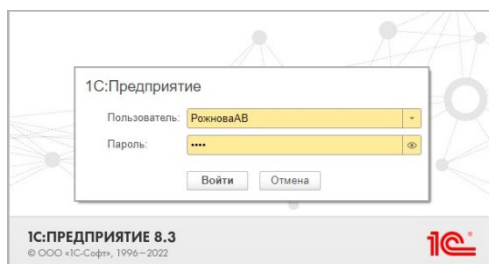 1С:Предприятие
Пользователь: РожноваАВ
Пароль: ••••
Войти Отмена
1С:ПРЕДПРИЯТИЕ 8.3
© ООО «1С-Софт», 1996–2022
1С